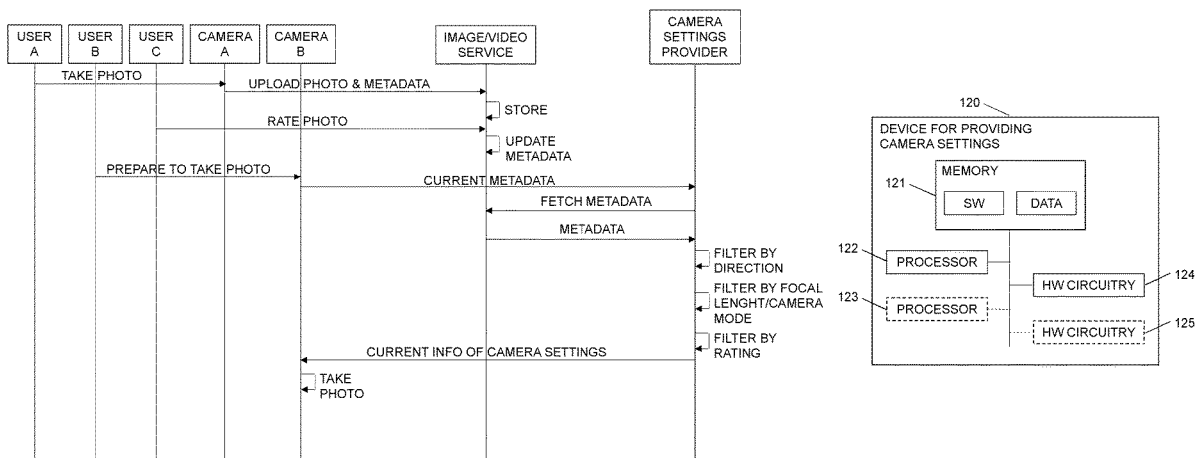 USER
A
USER
B
USER
C
CAMERA
A
CAMERA
B
IMAGE/VIDEO
SERVICE
CAMERA
SETTINGS
PROVIDER
TAKE PHOTO
UPLOAD PHOTO & METADATA
STORE
RATE PHOTO
UPDATE
METADATA
PREPARE TO TAKE PHOTO
CURRENT METADATA
FETCH METADATA
METADATA
FILTER BY
DIRECTION
FILTER BY FOCAL
LENGHT/CAMERA
MODE
FILTER BY
RATING
CURRENT INFO OF CAMERA SETTINGS
TAKE
PHOTO
120
DEVICE FOR PROVIDING
CAMERA SETTINGS
121
MEMORY
SW
DATA
122
PROCESSOR
HW CIRCUITRY
124
123
PROCESSOR
HW CIRCUITRY
125